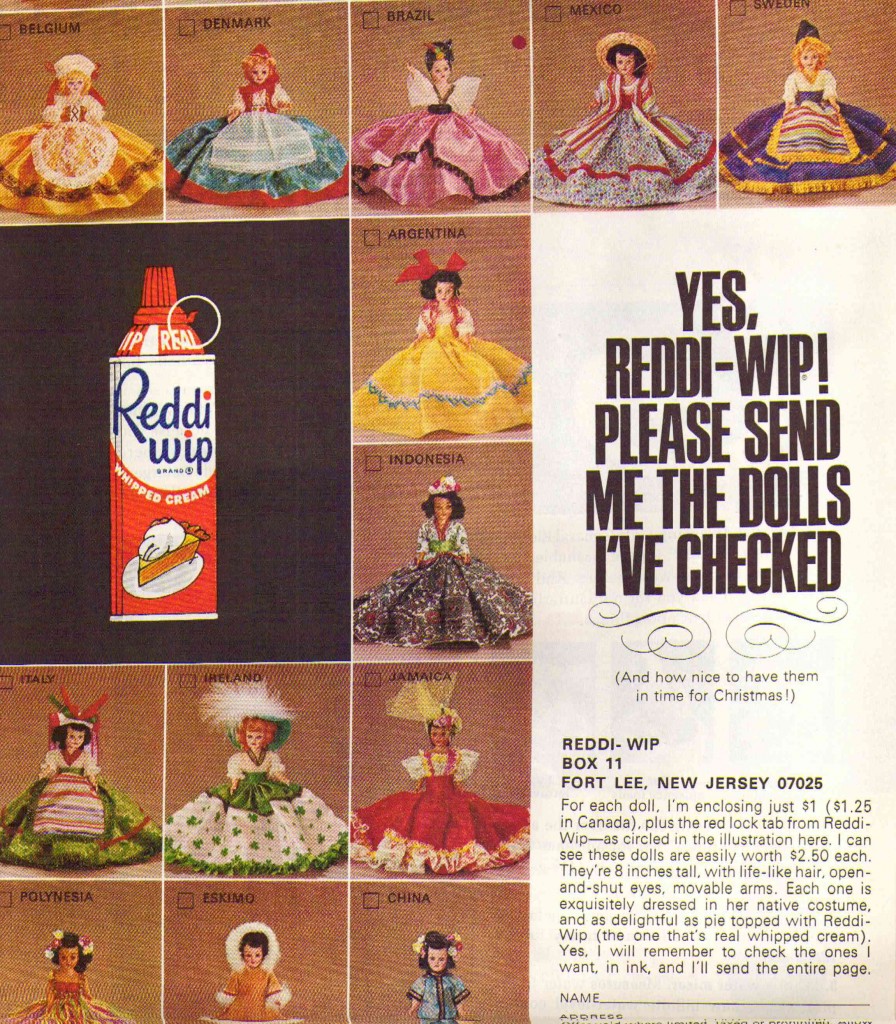 BELGIUM
DENMARK
BRAZIL
MEXICO
SWEDEN
ARGENTINA
IP REAL
Reddi
wip
BRAND ®
WHIPPED CREAM
INDONESIA
ITALY
IRELAND
JAMAICA
POLYNESIA
ESKIMO
CHINA
YES,
REDDI-WIP®!
PLEASE SEND
ME THE DOLLS
I'VE CHECKED
(And how nice to have them
in time for Christmas!)
REDDI-WIP
BOX 11
FORT LEE, NEW JERSEY 07025
For each doll, I'm enclosing just $1 ($1.25
in Canada), plus the red lock tab from Reddi-
Wip—as circled in the illustration here. I can
see these dolls are easily worth $2.50 each.
They're 8 inches tall, with life-like hair, open-
and-shut eyes, movable arms. Each one is
exquisitely dressed in her native costume,
and as delightful as pie topped with Reddi-
Wip (the one that's real whipped cream).
Yes, I will remember to check the ones I
want, in ink, and I'll send the entire page.
NAME
ADDRESS